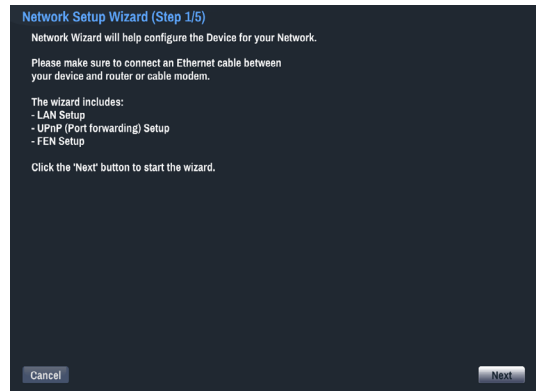 Network Setup Wizard (Step 1/5)
Network Wizard will help configure the Device for your Network.
Please make sure to connect an Ethernet cable between
your device and router or cable modem.
The wizard includes:
- LAN Setup
- UPnP (Port forwarding) Setup
- FEN Setup
Click the 'Next' button to start the wizard.
Cancel
Next